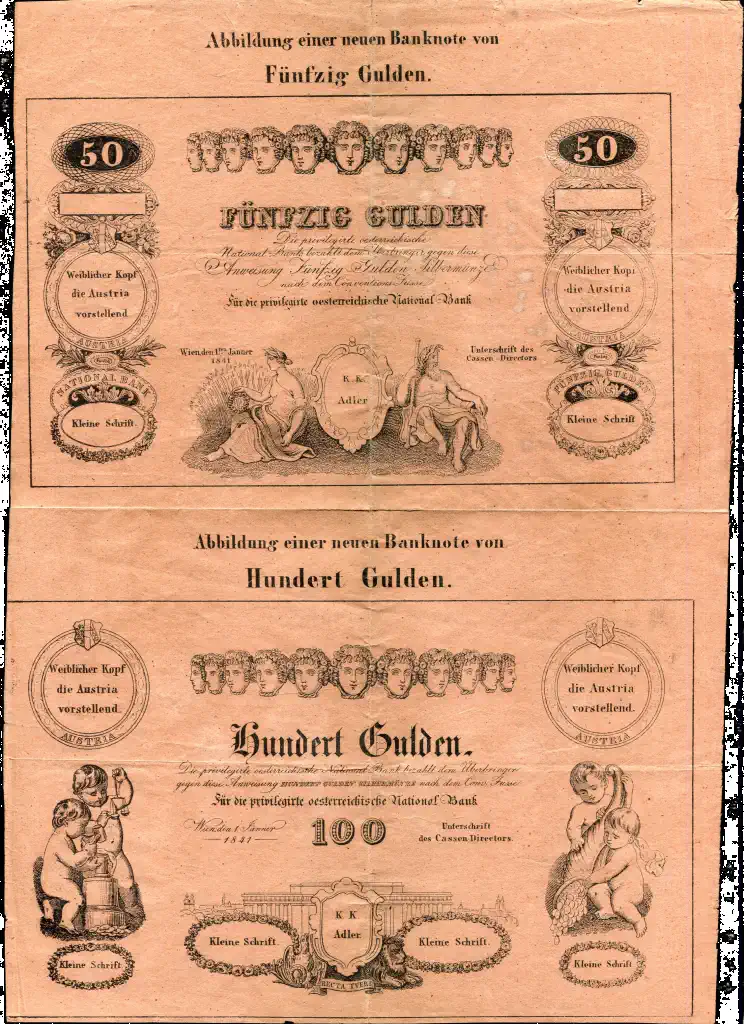 Abbildung einer neuen Banknote von
Fünfzig Gulden.
50
50
FÜNFZIG GULDEN
Die privilegirte oesterreichische
National-Bank bezahlt dem Überbringer gegen diese
Anweisung Fünfzig Gulden Silbermünze
nach dem Conventions-Fusse
Für die privilegirte oesterreichische National-Bank
Weiblicher Kopf
die Austria
vorstellend
AUSTRIA
Weiblicher Kopf
die Austria
vorstellend
AUSTRIA
Wien, den 1ten Jänner
1841
Unterschrift des
Cassen-Directors
K. K.
Adler
NATIONAL BANK
Kleine Schrift.
FÜNFZIG GULDEN
Kleine Schrift
Abbildung einer neuen Banknote von
Hundert Gulden.
Weiblicher Kopf
die Austria
vorstellend.
AUSTRIA
Weiblicher Kopf
die Austria
vorstellend.
AUSTRIA
Hundert Gulden.
Die privilegirte oesterreichische National-Bank bezahlt dem Überbringer
gegen diese Anweisung HUNDERT GULDEN SILBERMÜNZE nach dem Conv. Fusse
Für die privilegirte oesterreichische National Bank
Wien, den 1 Jänner
1841
100
Unterschrift
des Cassen-Directors
K K
Adler
Kleine Schrift.
Kleine Schrift.
RECTA TUERI
Kleine Schrift
Kleine Schrift